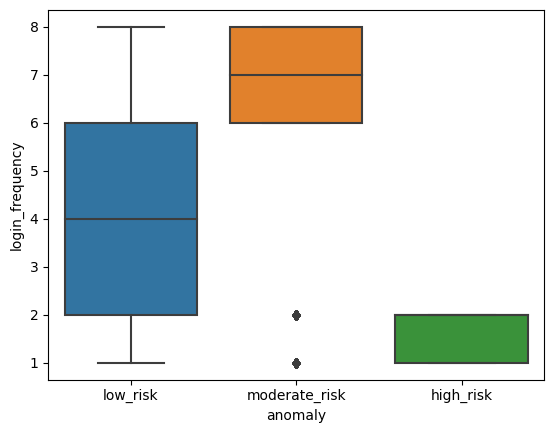 8
7
6
5
4
3
2
1
login_frequency
low_risk
moderate_risk
high_risk
anomaly